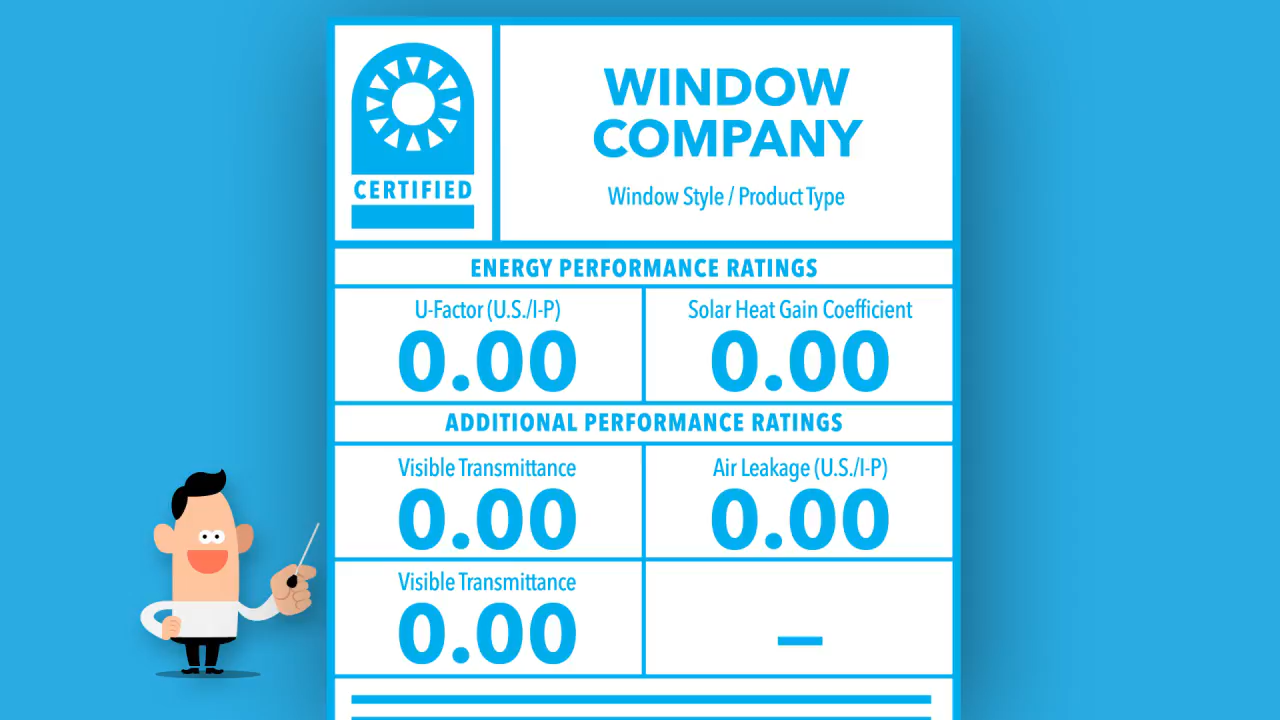 CERTIFIED
WINDOW
COMPANY
Window Style / Product Type
ENERGY PERFORMANCE RATINGS
U-Factor (U.S./I-P)
0.00
Solar Heat Gain Coefficient
0.00
ADDITIONAL PERFORMANCE RATINGS
Visible Transmittance
0.00
Air Leakage (U.S./I-P)
0.00
Visible Transmittance
0.00
–